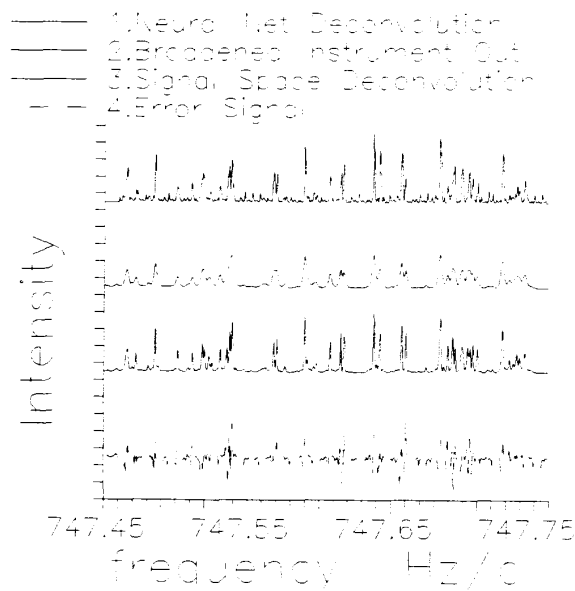 1.Neural Net Deconvolution
2.Broadened Instrument Out
3.Signal Space Deconvolution
4.Error Signal
Intensity
747.45 747.55 747.65 747.75
frequency Hz/c